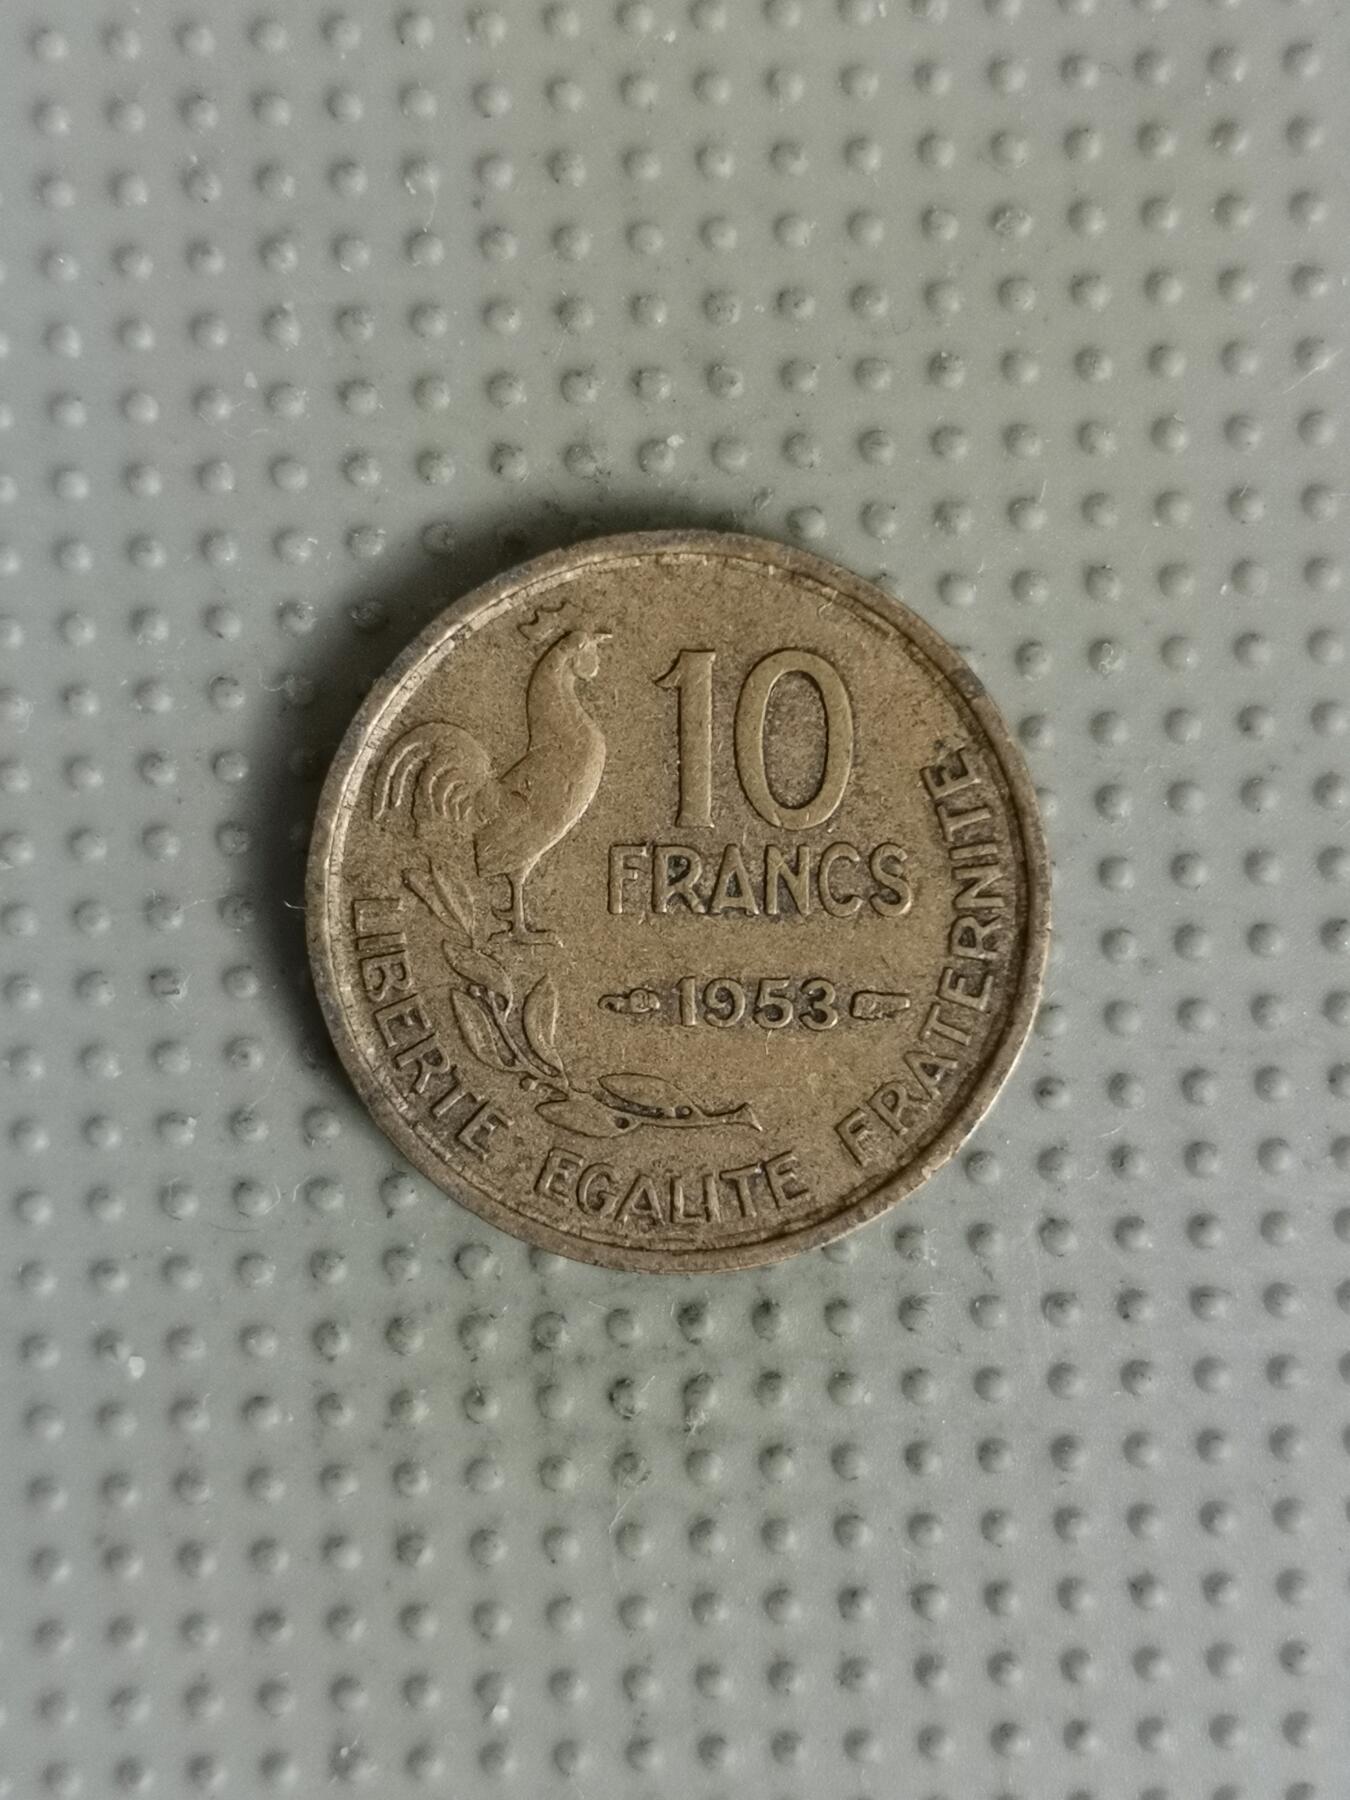 10
FRANCS
1953
LIBERTE EGALITE FRATERNITE